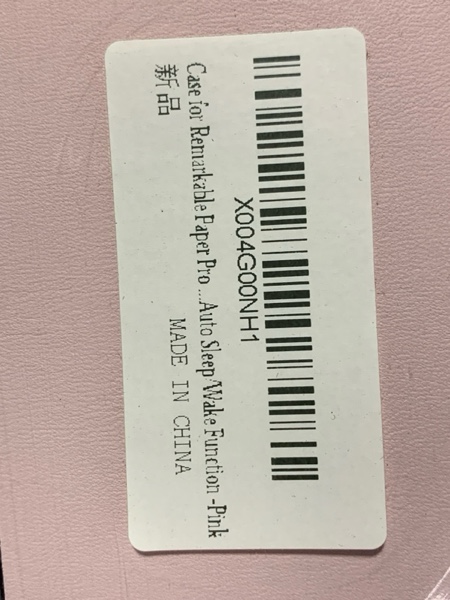 X004G00NH1
Case for Remarkable Paper Pro ...Auto Sleep/Wake Function -Pink
新品
MADE IN CHINA